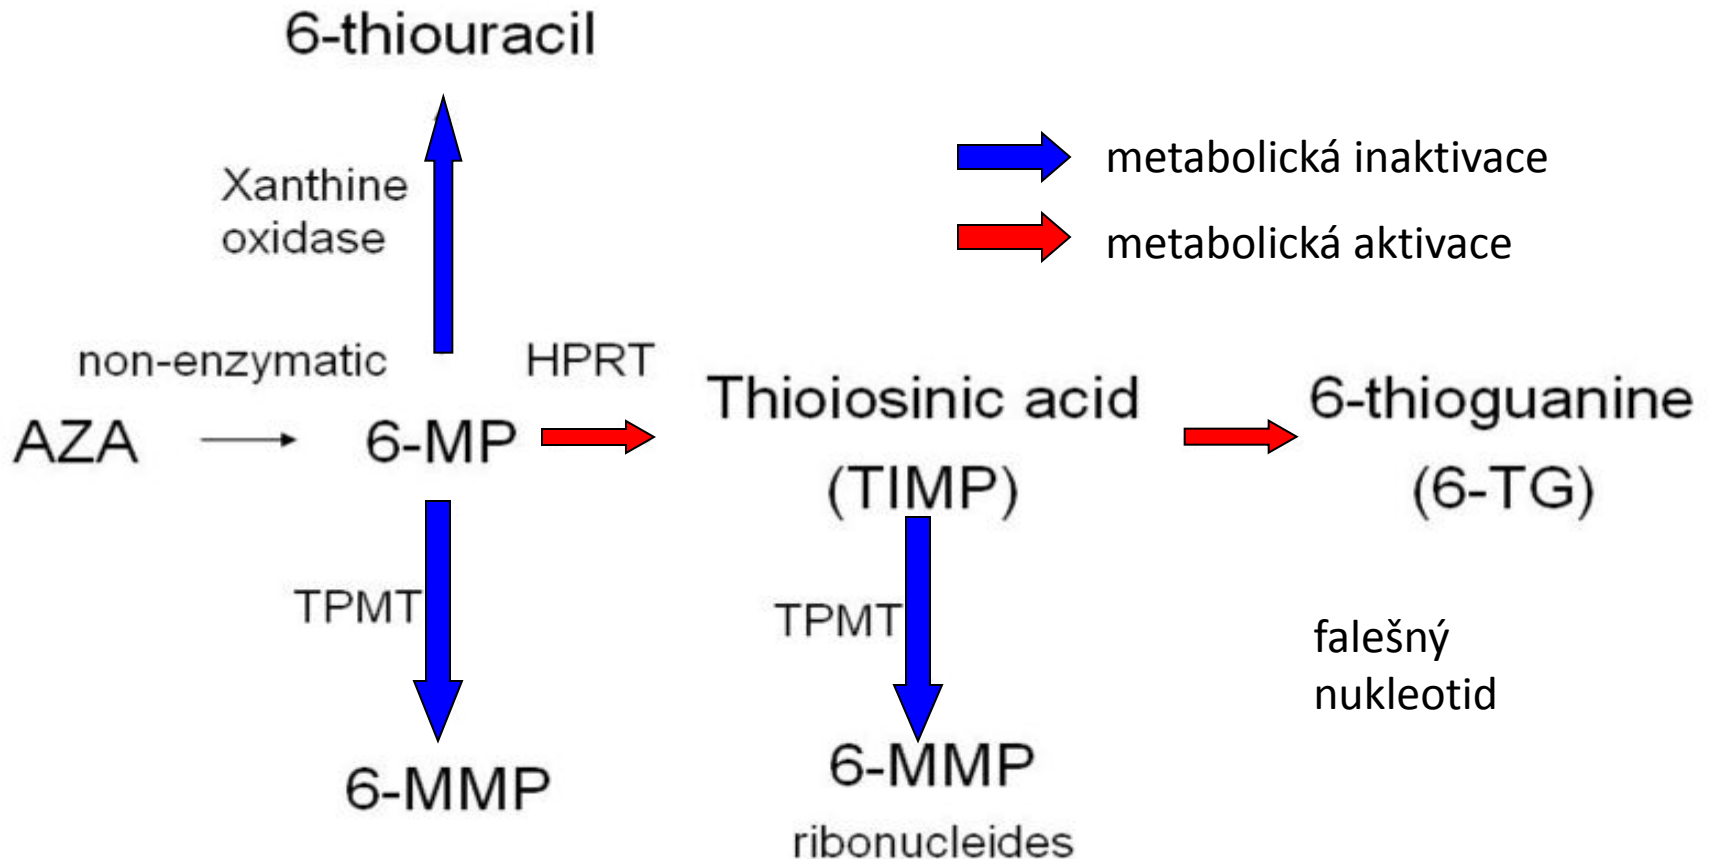 6-thiouracil
Xanthine
oxidase
metabolická inaktivace
metabolická aktivace
non-enzymatic
HPRT
AZA
6-MP
Thioiosinic acid
(TIMP)
6-thioguanine
(6-TG)
TPMT
TPMT
falešný
nukleotid
6-MMP
6-MMP
ribonucleides